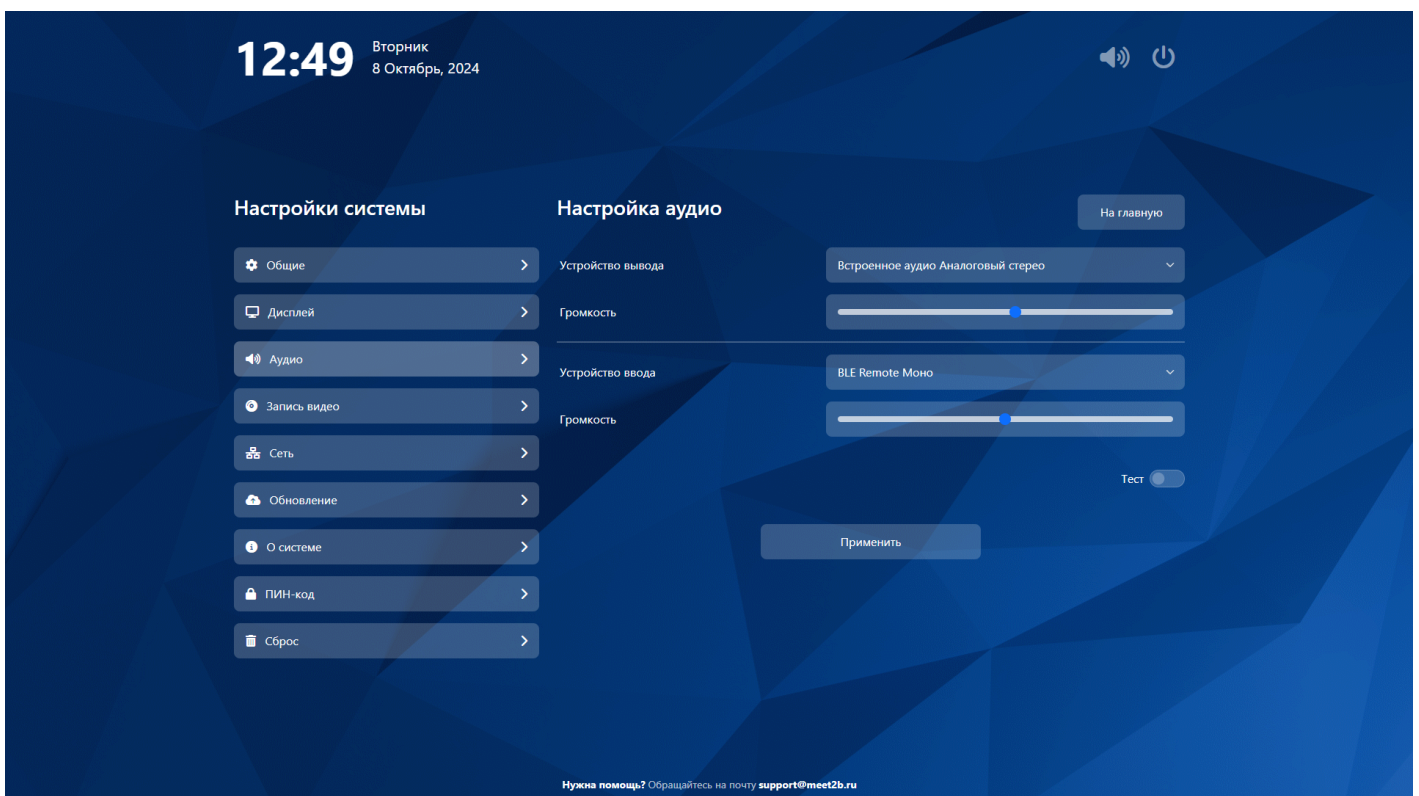 12:49
Вторник
8 Октябрь, 2024
Настройки системы
Общие
Дисплей
Аудио
Запись видео
Сеть
Обновление
О системе
ПИН-код
Сброс
Настройка аудио
На главную
Устройство вывода
Встроенное аудио Аналоговый стерео
Громкость
Устройство ввода
BLE Remote Моно
Громкость
Тест
Применить
Нужна помощь? Обращайтесь на почту support@meet2b.ru